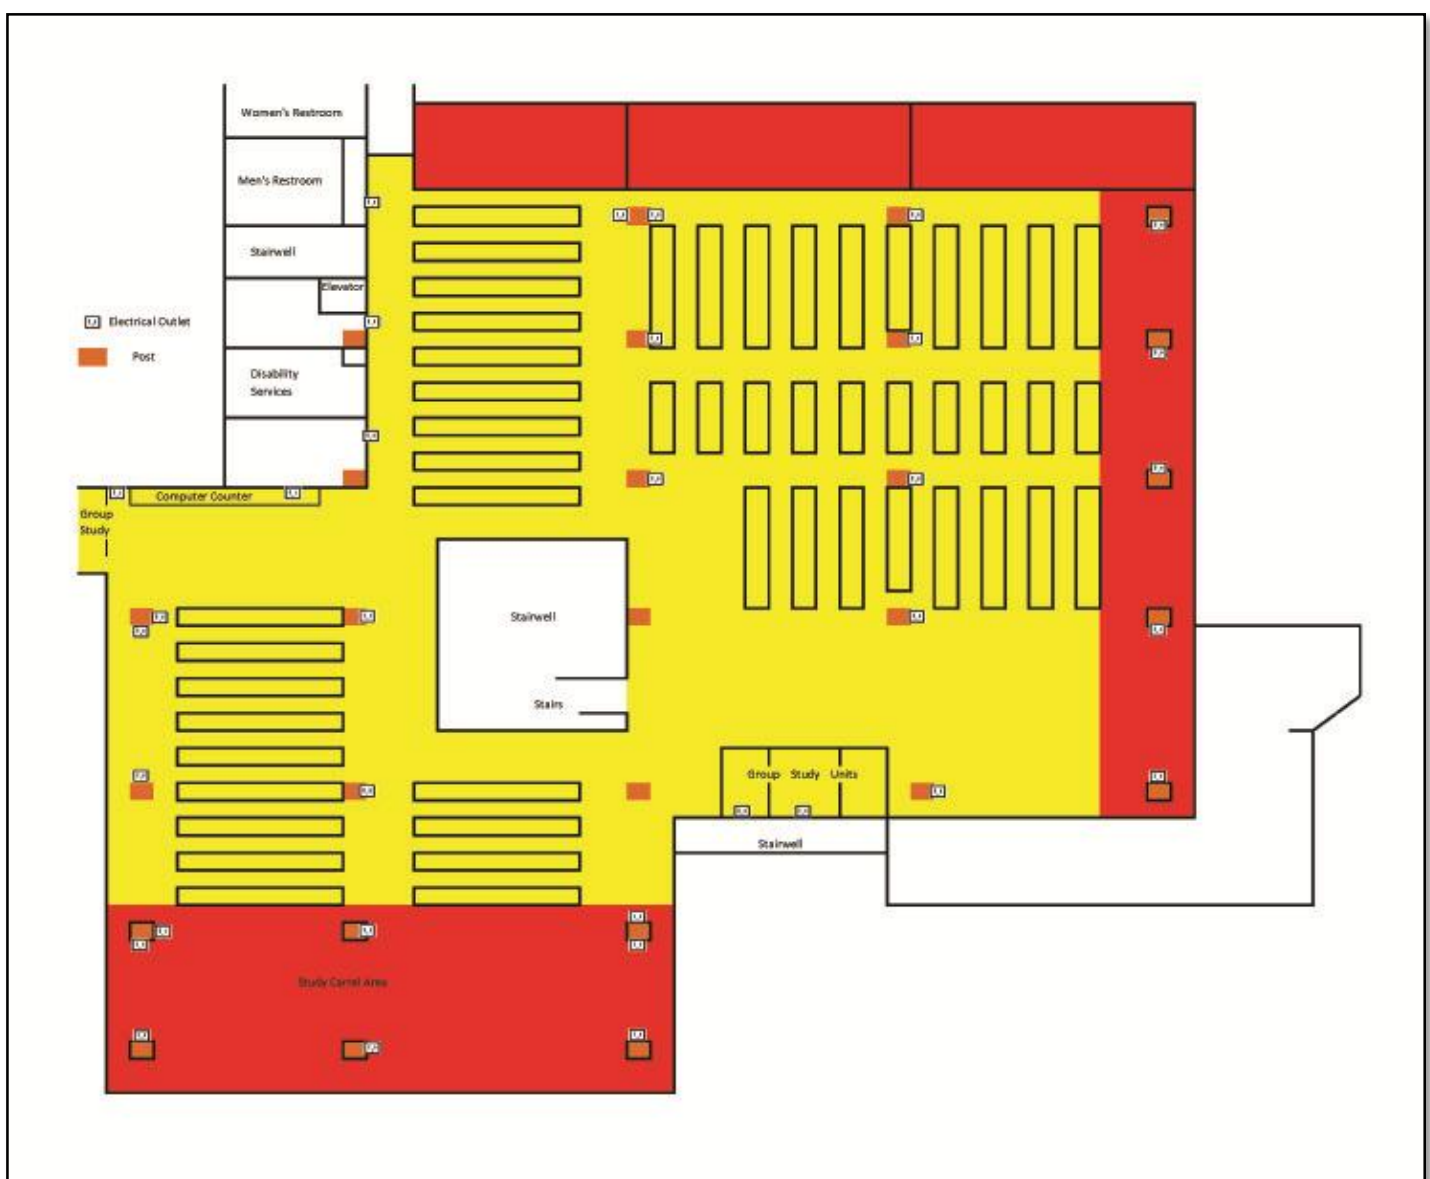 Women's Restroom
Men's Restroom
Stairwell
Elevator
Electrical Outlet
Post
Disability
Services
Computer Counter
Group
Study
Stairwell
Stairs
Group Study Units
Stairwell
Study Carrel Area